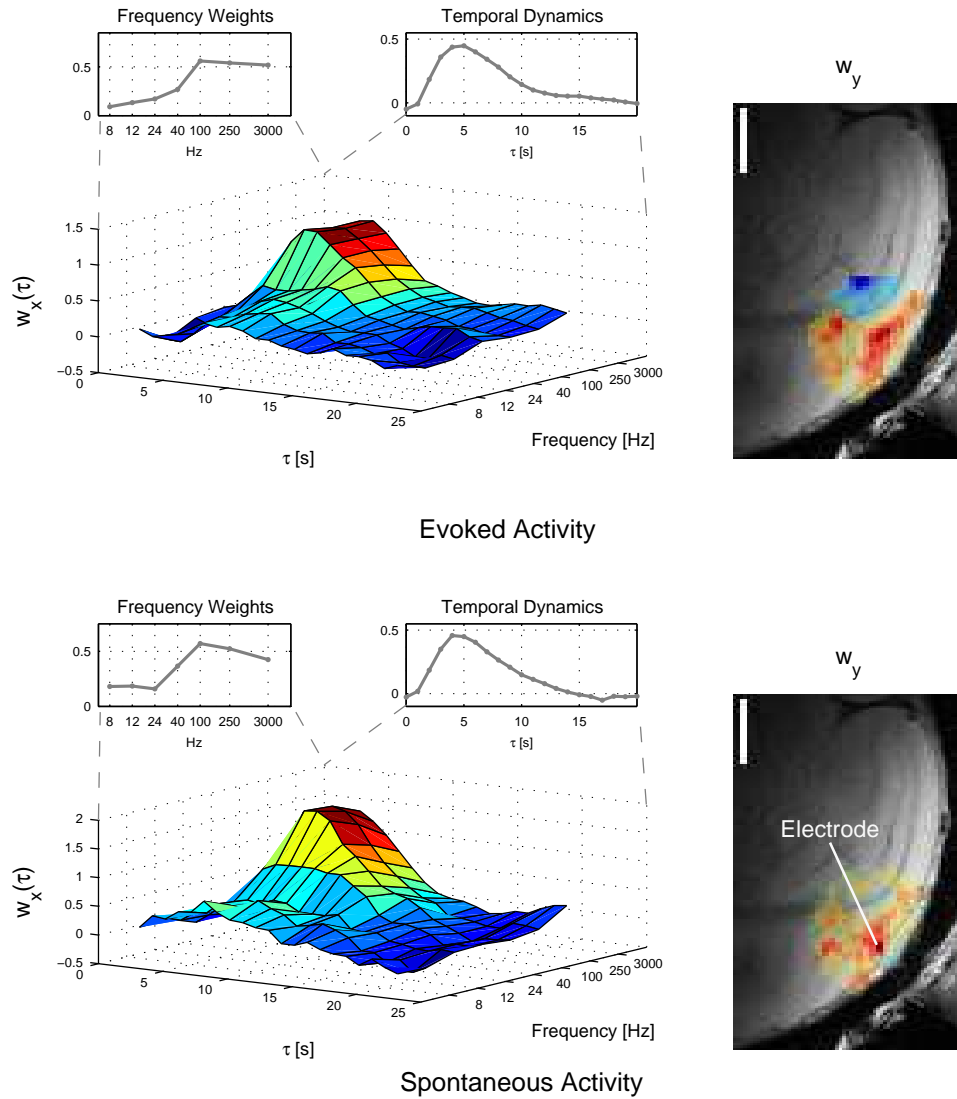 Frequency Weights
Temporal Dynamics
0.5
0
8 12 24 40 100 250 3000
Hz
0.5
0
0 5 10 15
τ [s]
w_y
1.5
1
0.5
0
−0.5
w_x(τ)
0 5 10 15 20 25
τ [s]
8 12 24 40 100 250 3000
Frequency [Hz]
Evoked Activity
Frequency Weights
Temporal Dynamics
0.5
0
8 12 24 40 100 250 3000
Hz
0.5
0
0 5 10 15
τ [s]
w_y
Electrode
2
1.5
1
0.5
0
−0.5
w_x(τ)
0 5 10 15 20 25
τ [s]
8 12 24 40 100 250 3000
Frequency [Hz]
Spontaneous Activity